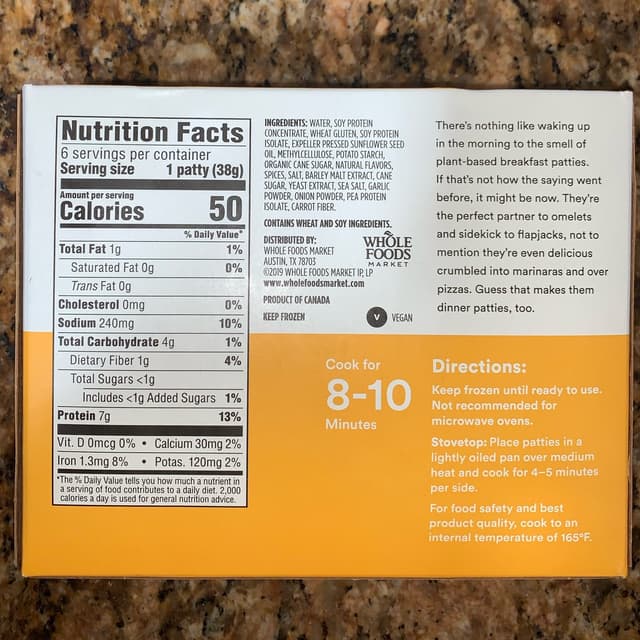 Nutrition Facts
6 servings per container
Serving size 1 patty (38g)
Amount per serving
Calories 50
% Daily Value*
Total Fat 1g 1%
Saturated Fat 0g 0%
Trans Fat 0g
Cholesterol 0mg 0%
Sodium 240mg 10%
Total Carbohydrate 4g 1%
Dietary Fiber 1g 4%
Total Sugars <1g
Includes <1g Added Sugars 1%
Protein 7g 13%
Vit. D 0mcg 0% • Calcium 30mg 2%
Iron 1.3mg 8% • Potas. 120mg 2%
*The % Daily Value tells you how much a nutrient in
a serving of food contributes to a daily diet. 2,000
calories a day is used for general nutrition advice.
INGREDIENTS: WATER, SOY PROTEIN
CONCENTRATE, WHEAT GLUTEN, SOY PROTEIN
ISOLATE, EXPELLER PRESSED SUNFLOWER SEED
OIL, METHYLCELLULOSE, POTATO STARCH,
ORGANIC CANE SUGAR, NATURAL FLAVORS,
SPICES, SALT, BARLEY MALT EXTRACT, CANE
SUGAR, YEAST EXTRACT, SEA SALT, GARLIC
POWDER, ONION POWDER, PEA PROTEIN
ISOLATE, CARROT FIBER.
CONTAINS WHEAT AND SOY INGREDIENTS.
DISTRIBUTED BY:
WHOLE FOODS MARKET
AUSTIN, TX 78703
©2019 WHOLE FOODS MARKET IP, LP
www.wholefoodsmarket.com
PRODUCT OF CANADA
KEEP FROZEN
WHOLE
FOODS
MARKET
V VEGAN
There's nothing like waking up
in the morning to the smell of
plant-based breakfast patties.
If that's not how the saying went
before, it might be now. They're
the perfect partner to omelets
and sidekick to flapjacks, not to
mention they're even delicious
crumbled into marinaras and over
pizzas. Guess that makes them
dinner patties, too.
Cook for
8-10
Minutes
Directions:
Keep frozen until ready to use.
Not recommended for
microwave ovens.
Stovetop: Place patties in a
lightly oiled pan over medium
heat and cook for 4–5 minutes
per side.
For food safety and best
product quality, cook to an
internal temperature of 165°F.